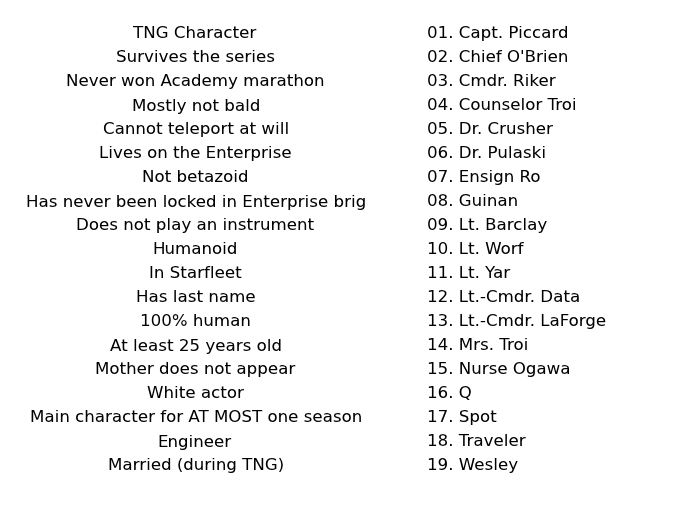 TNG Character
Survives the series
Never won Academy marathon
Mostly not bald
Cannot teleport at will
Lives on the Enterprise
Not betazoid
Has never been locked in Enterprise brig
Does not play an instrument
Humanoid
In Starfleet
Has last name
100% human
At least 25 years old
Mother does not appear
White actor
Main character for AT MOST one season
Engineer
Married (during TNG)
01. Capt. Piccard
02. Chief O'Brien
03. Cmdr. Riker
04. Counselor Troi
05. Dr. Crusher
06. Dr. Pulaski
07. Ensign Ro
08. Guinan
09. Lt. Barclay
10. Lt. Worf
11. Lt. Yar
12. Lt.-Cmdr. Data
13. Lt.-Cmdr. LaForge
14. Mrs. Troi
15. Nurse Ogawa
16. Q
17. Spot
18. Traveler
19. Wesley